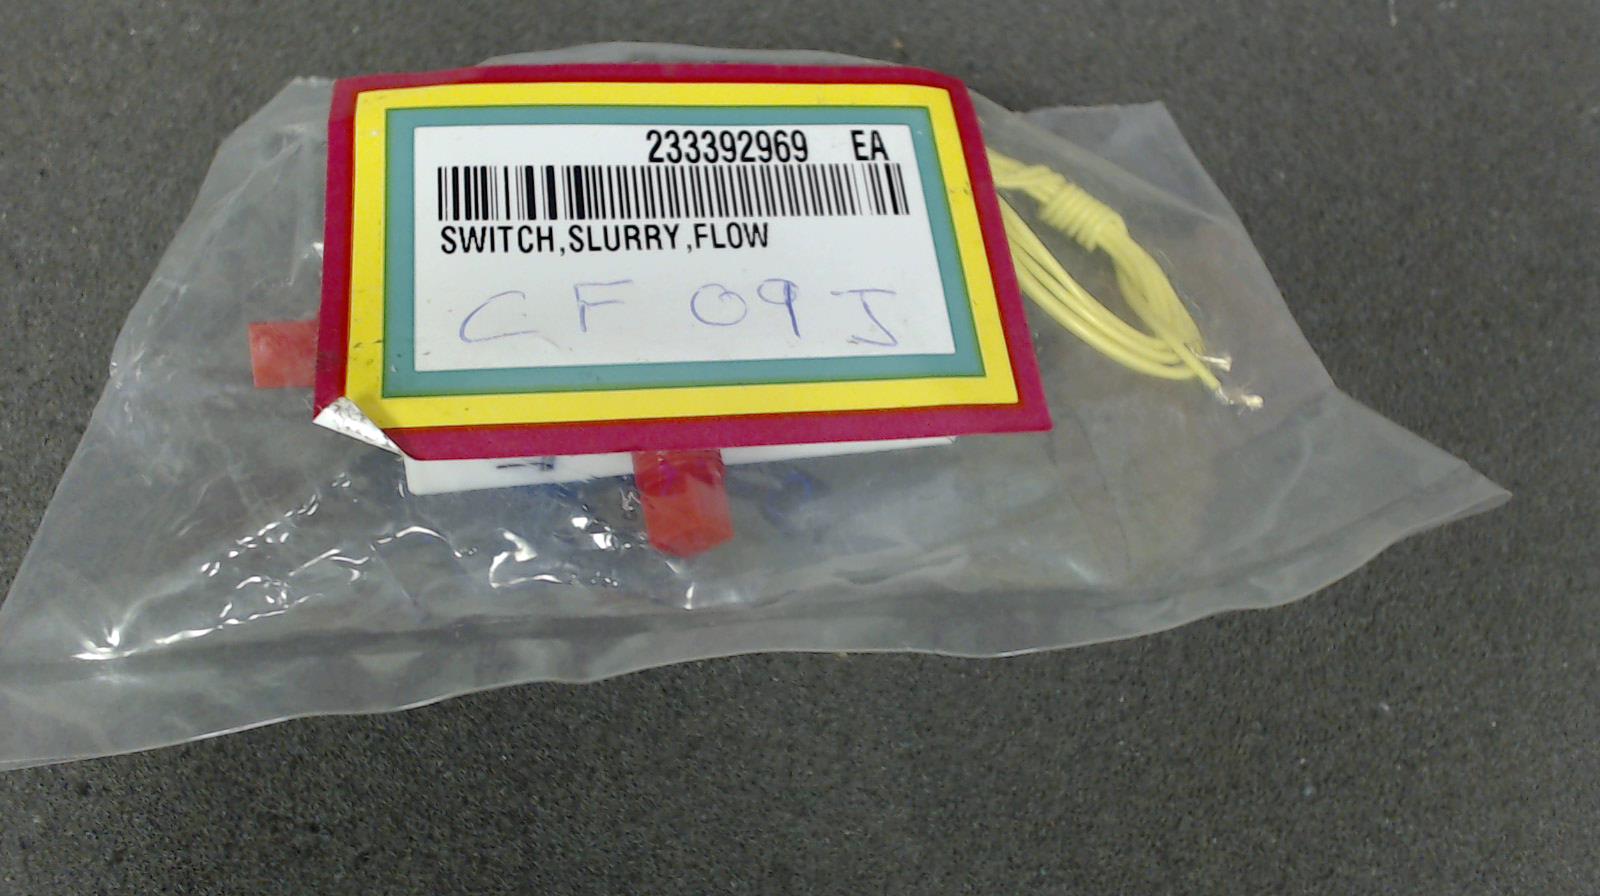 233392969 EA
SWITCH,SLURRY,FLOW
CF 09 J